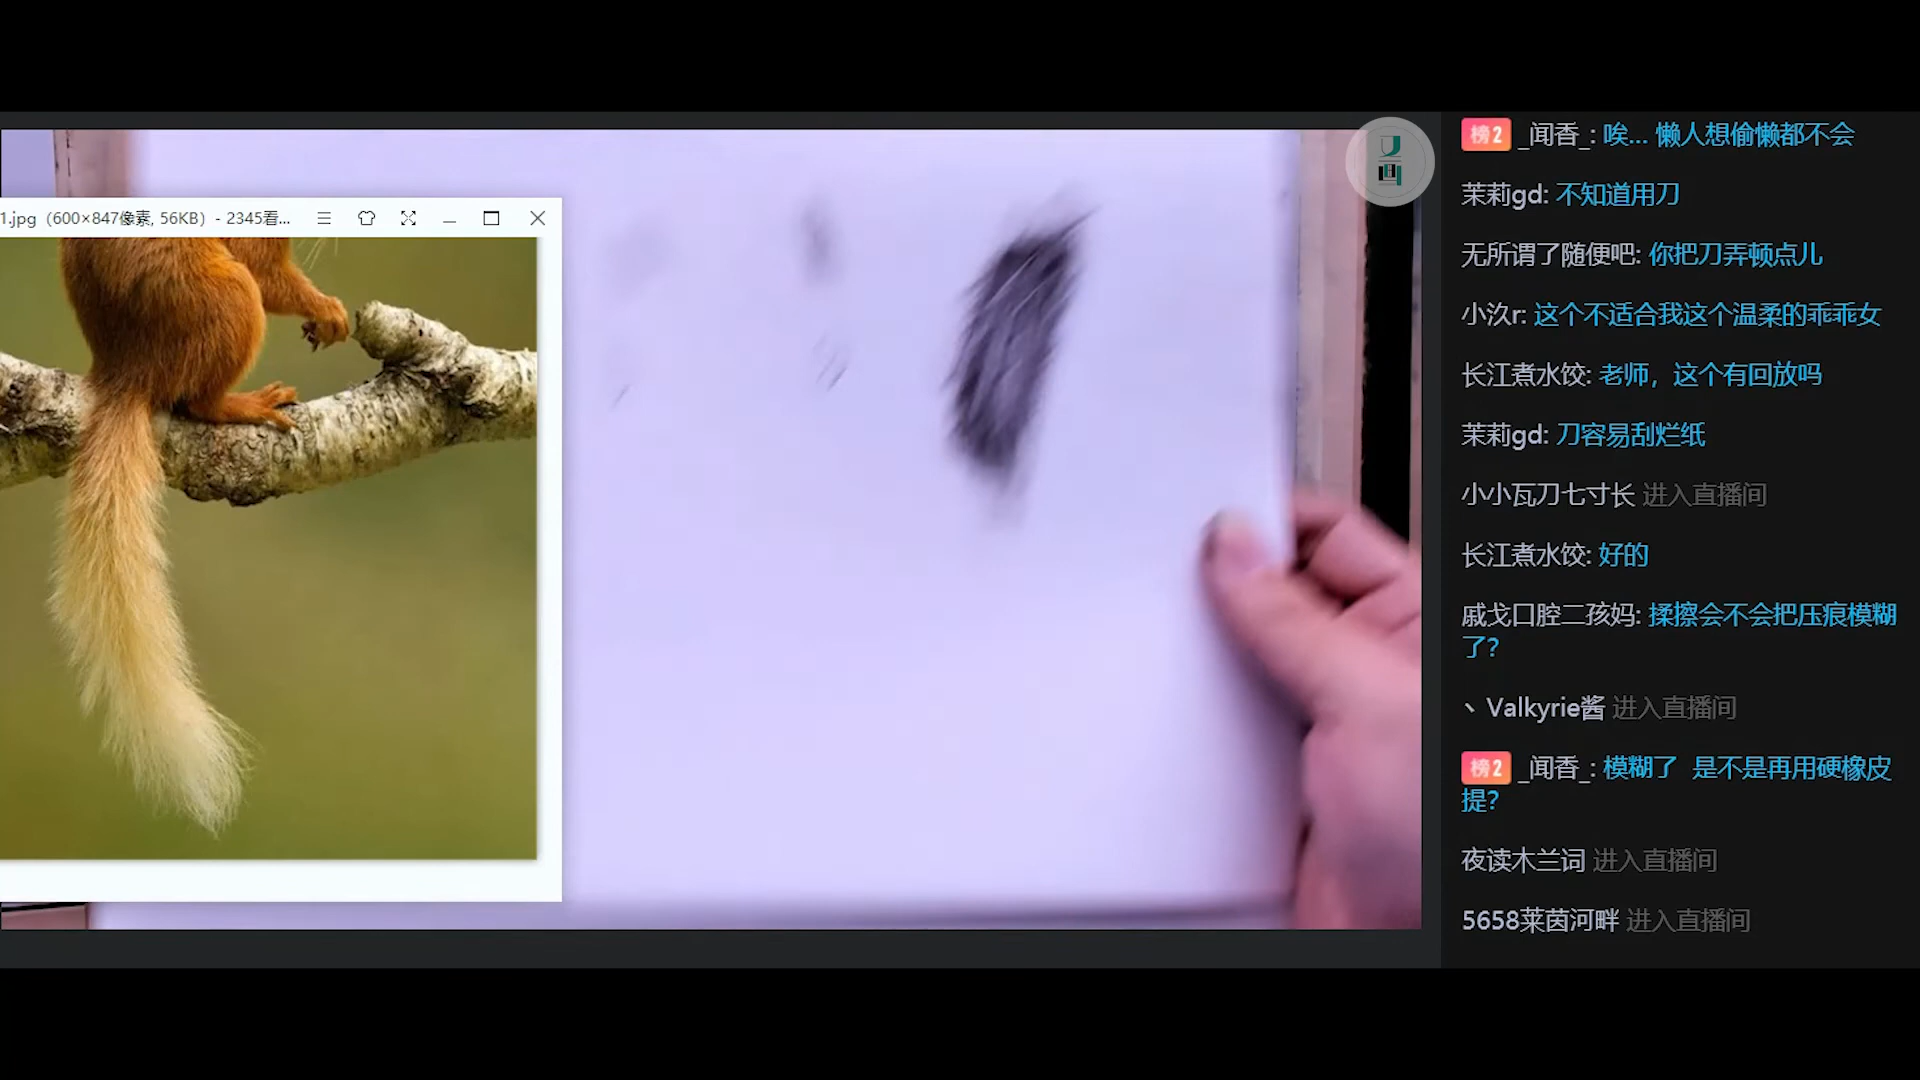 1.jpg（600×847像素, 56KB）- 2345看...
榜2 _闻香_: 唉... 懒人想偷懒都不会
茉莉gd: 不知道用刀
无所谓了随便吧: 你把刀弄顿点儿
小汣r: 这个不适合我这个温柔的乖乖女
长江煮水饺: 老师，这个有回放吗
茉莉gd: 刀容易刮烂纸
小小瓦刀七寸长 进入直播间
长江煮水饺: 好的
戚戈口腔二孩妈: 揉擦会不会把压痕模糊
了?
丶Valkyrie酱 进入直播间
榜2 _闻香_: 模糊了 是不是再用硬橡皮
提?
夜读木兰词 进入直播间
5658莱茵河畔 进入直播间